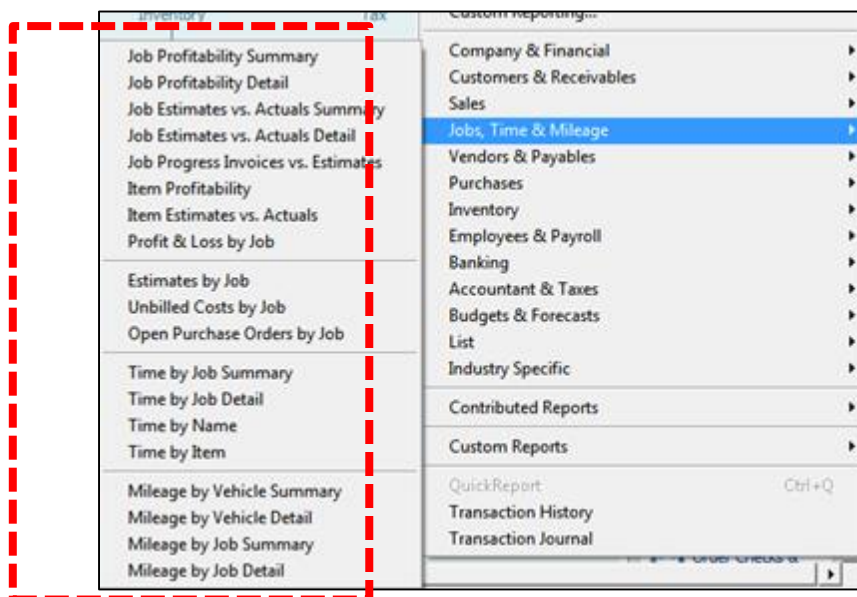 Inventory
Tax
Custom Reporting...
Job Profitability Summary
Job Profitability Detail
Job Estimates vs. Actuals Summary
Job Estimates vs. Actuals Detail
Job Progress Invoices vs. Estimates
Item Profitability
Item Estimates vs. Actuals
Profit & Loss by Job
Estimates by Job
Unbilled Costs by Job
Open Purchase Orders by Job
Time by Job Summary
Time by Job Detail
Time by Name
Time by Item
Mileage by Vehicle Summary
Mileage by Vehicle Detail
Mileage by Job Summary
Mileage by Job Detail
Company & Financial
Customers & Receivables
Sales
Jobs, Time & Mileage
Vendors & Payables
Purchases
Inventory
Employees & Payroll
Banking
Accountant & Taxes
Budgets & Forecasts
List
Industry Specific
Contributed Reports
Custom Reports
QuickReport Ctrl+Q
Transaction History
Transaction Journal
Order Checks &